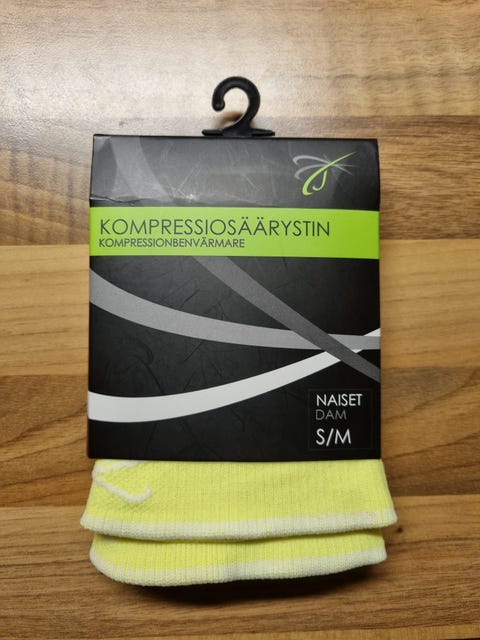 KOMPRESSIOSÄÄRYSTIN
KOMPRESSIONBENVÄRMARE
NAISET
DAM
S/M